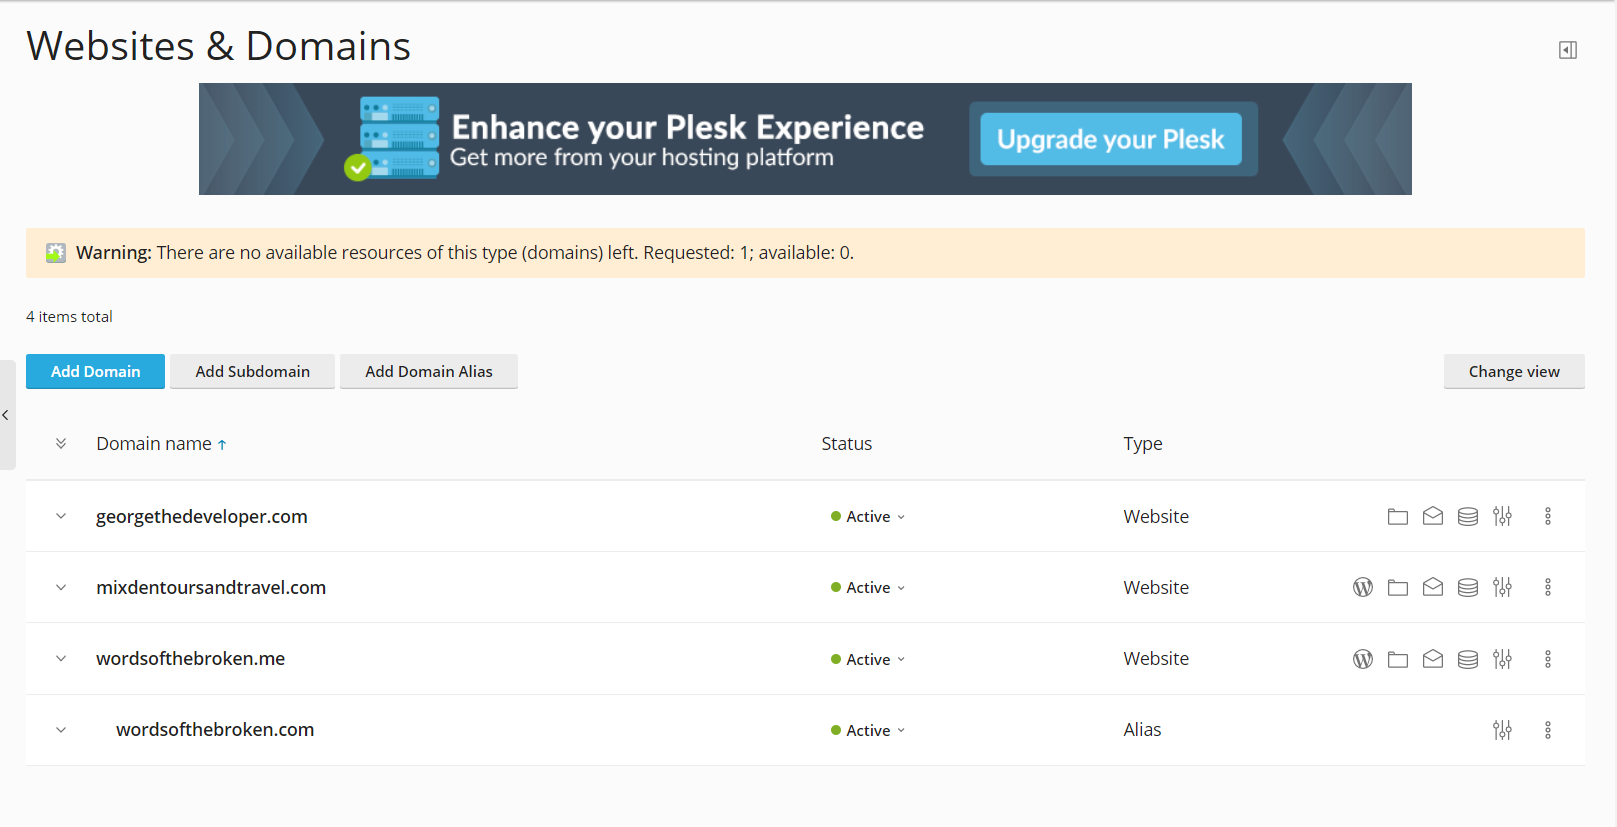 Websites & Domains
Enhance your Plesk Experience
Get more from your hosting platform
Upgrade your Plesk
Warning: There are no available resources of this type (domains) left. Requested: 1; available: 0.
4 items total
Add Domain Add Subdomain Add Domain Alias Change view
Domain name ↑ Status Type
georgethedeveloper.com Active Website
mixdentoursandtravel.com Active Website
wordsofthebroken.me Active Website
wordsofthebroken.com Active Alias